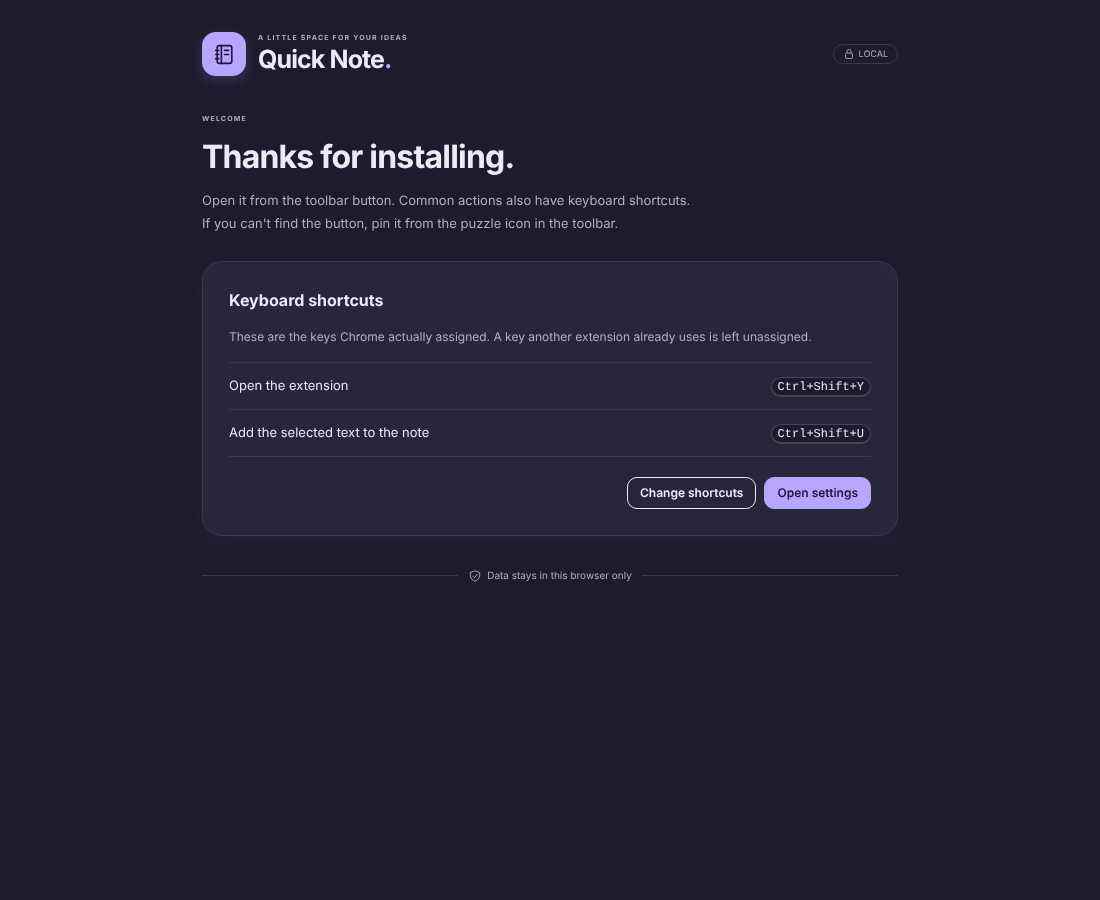 A LITTLE SPACE FOR YOUR IDEAS
Quick Note.
LOCAL
WELCOME
Thanks for installing.
Open it from the toolbar button. Common actions also have keyboard shortcuts.
If you can't find the button, pin it from the puzzle icon in the toolbar.
Keyboard shortcuts
These are the keys Chrome actually assigned. A key another extension already uses is left unassigned.
Open the extension Ctrl+Shift+Y
Add the selected text to the note Ctrl+Shift+U
Change shortcuts Open settings
Data stays in this browser only